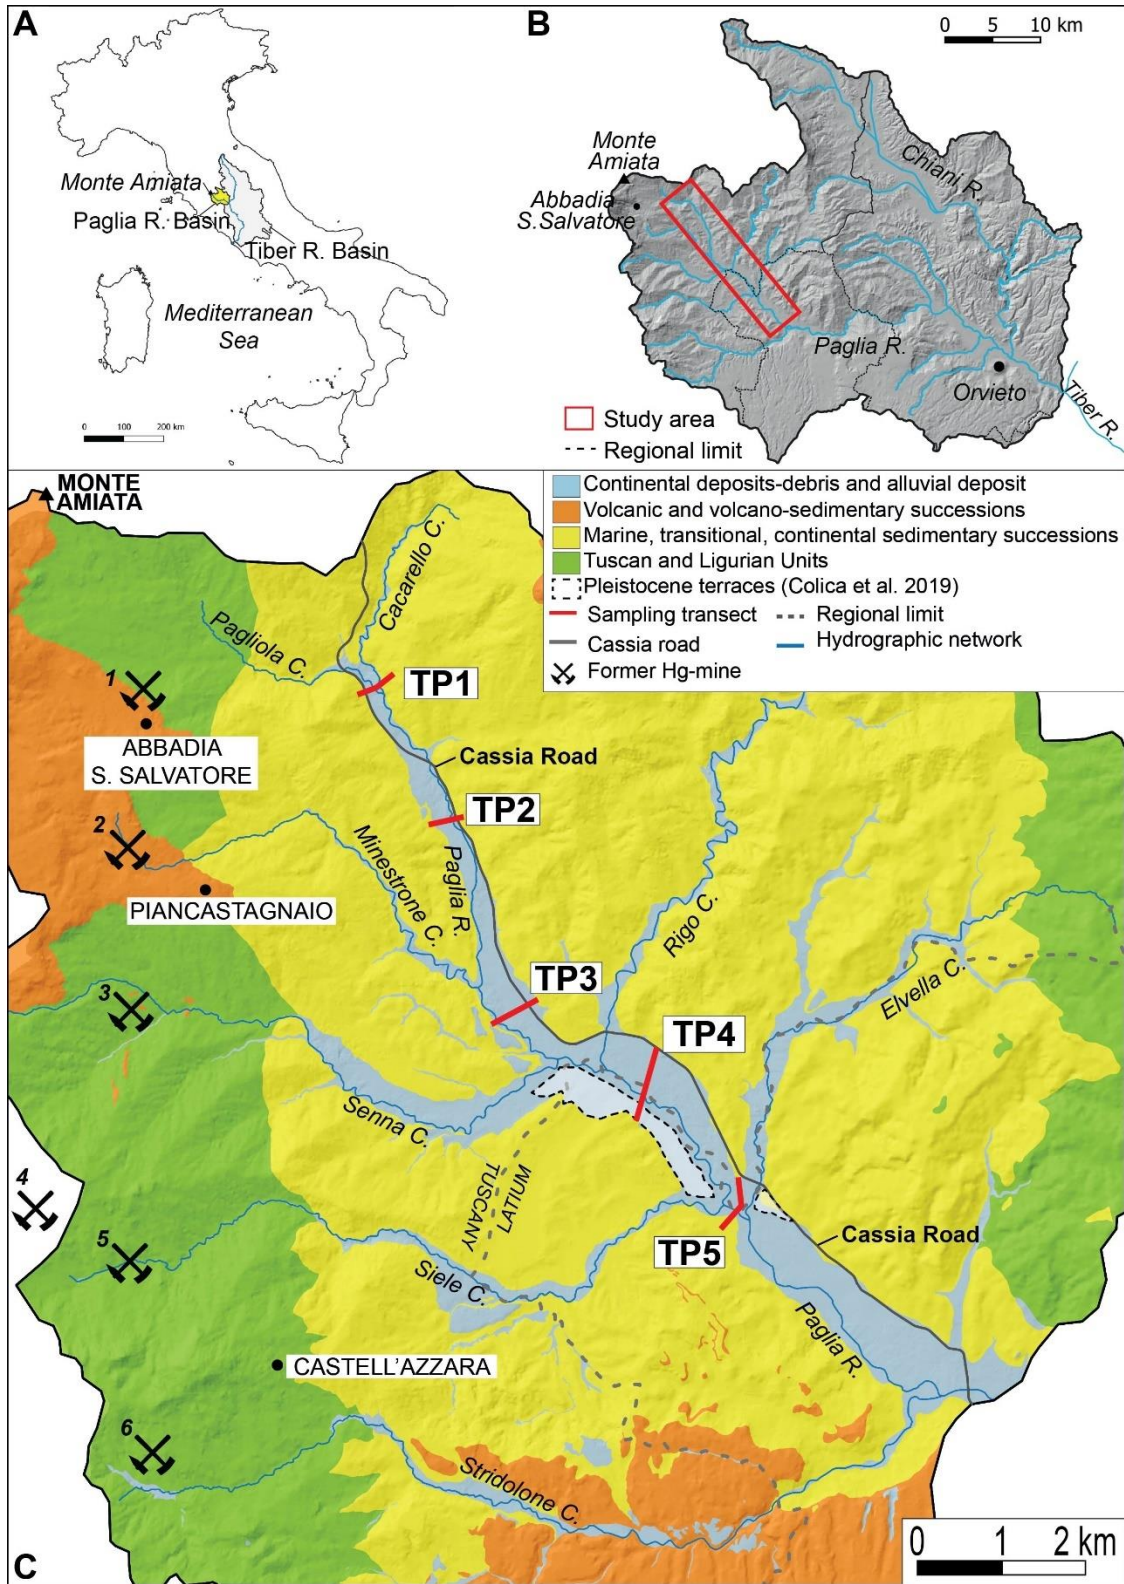 A
Monte Amiata
Paglia R. Basin
Tiber R. Basin
Mediterranean
Sea
0 100 200 km
B
0 5 10 km
Monte
Amiata
Abbadia
S.Salvatore
Chiani R.
Paglia R.
Orvieto
Tiber R.
Study area
Regional limit
MONTE
AMIATA
Continental deposits-debris and alluvial deposit
Volcanic and volcano-sedimentary successions
Marine, transitional, continental sedimentary successions
Tuscan and Ligurian Units
Pleistocene terraces (Colica et al. 2019)
Sampling transect
Regional limit
Cassia road
Hydrographic network
Former Hg-mine
Cacarello C.
Pagliola C.
TP1
1
ABBADIA
S. SALVATORE
Cassia Road
TP2
2
Minestrone C.
Paglia R.
PIANCASTAGNAIO
Rigo C.
TP3
3
Elvella C.
TP4
Senna C.
TUSCANY
LATIUM
4
5
TP5
Cassia Road
Siele C.
Paglia R.
CASTELL'AZZARA
6
Stridolone C.
0 1 2 km
C